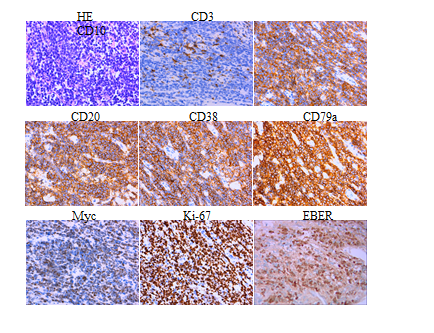 HE CD3
CD10
CD20 CD38 CD79a
Myc Ki-67 EBER